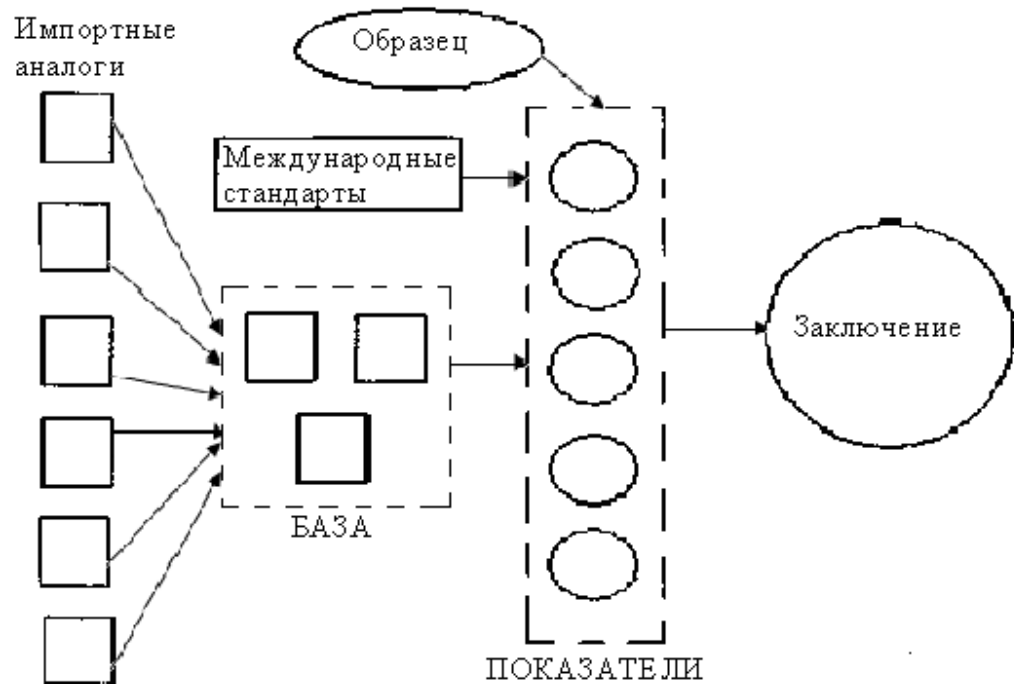 Импортные
аналоги
Образец
Международные
стандарты
Заключение
БАЗА
ПОКАЗАТЕЛИ